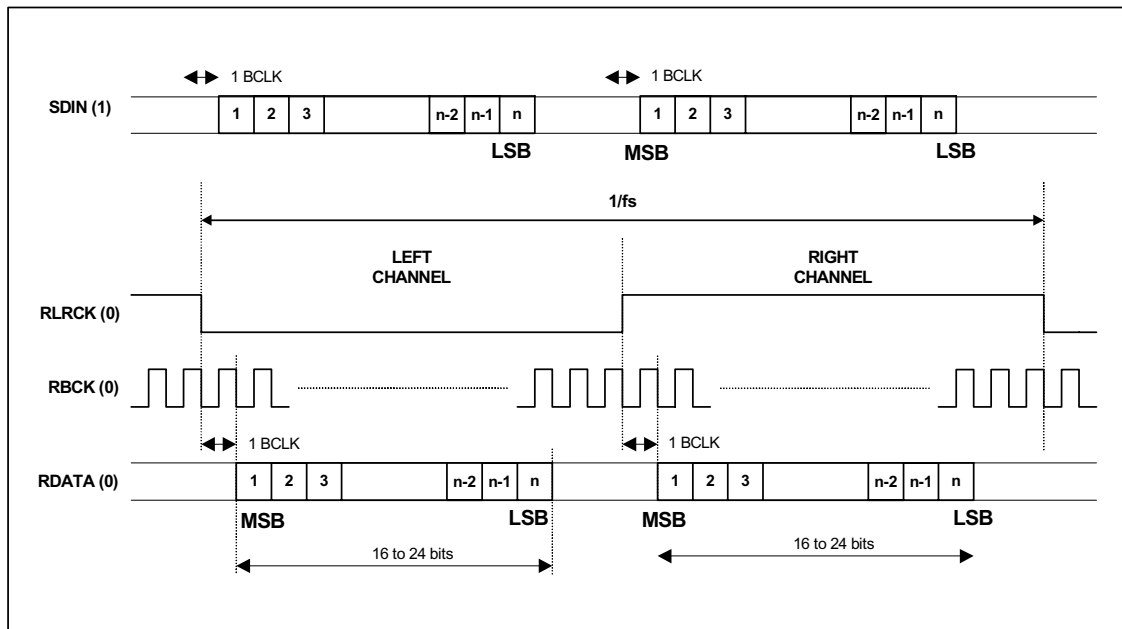 1 BCLK 1 BCLK
SDIN (1) 1 2 3 n-2 n-1 n 1 2 3 n-2 n-1 n
LSB MSB LSB
1/fs
LEFT CHANNEL
RIGHT CHANNEL
RLRCK (0)
RBCK (0)
1 BCLK 1 BCLK
RDATA (0) 1 2 3 n-2 n-1 n 1 2 3 n-2 n-1 n
MSB LSB MSB LSB
16 to 24 bits 16 to 24 bits